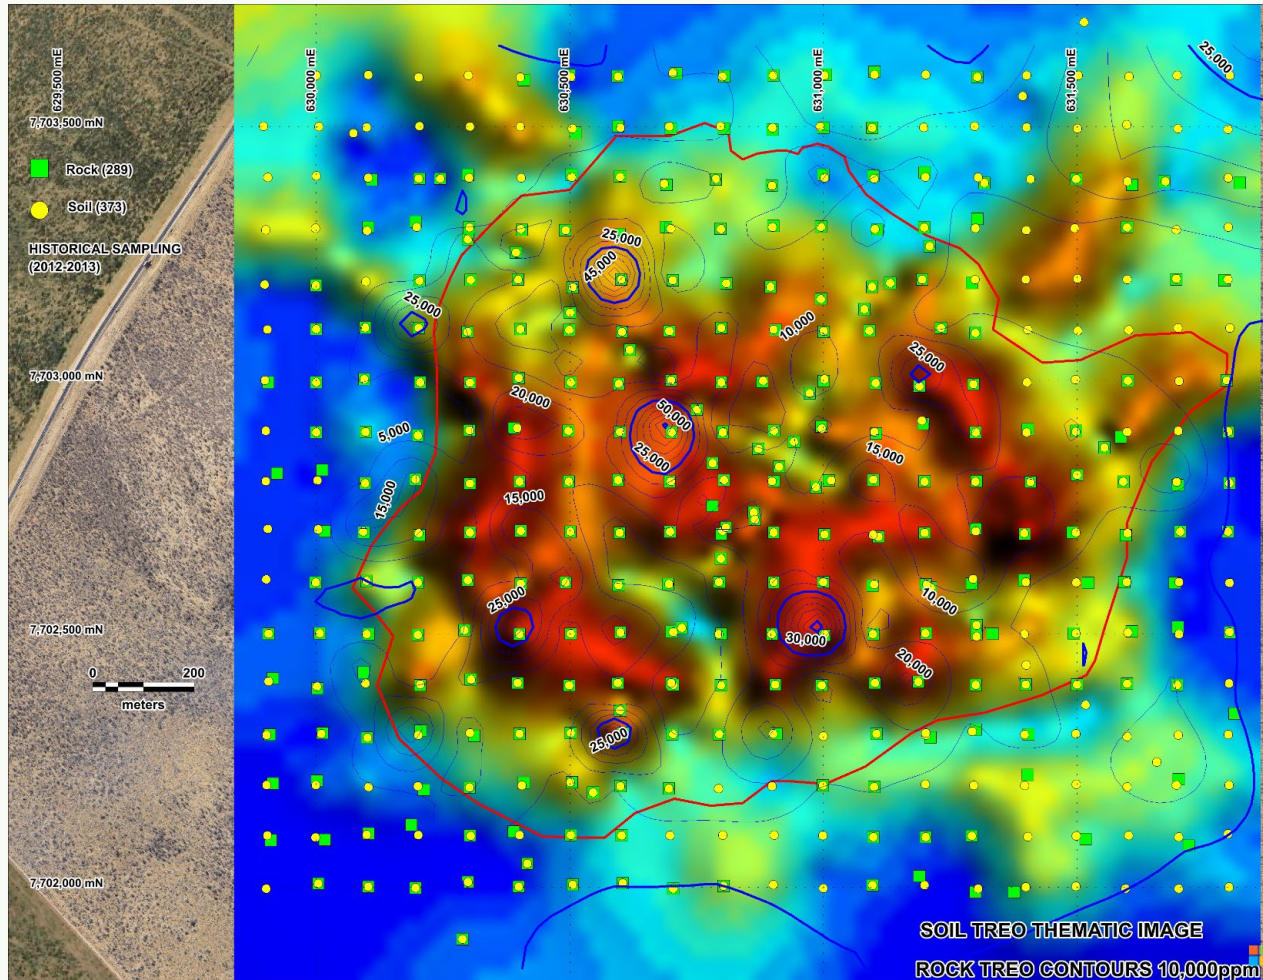 629,500 mE
630,000 mE
630,500 mE
631,000 mE
631,500 mE
25,000
7,703,500 mN
Rock (289)
Soil (373)
HISTORICAL SAMPLING
(2012-2013)
25,000
45,000
25,000
10,000
25,000
7,703,000 mN
20,000
50,000
5,000
25,000
15,000
15,000
15,000
25,000
10,000
7,702,500 mN
30,000
20,000
0 200
meters
25,000
7,702,000 mN
SOIL TREO THEMATIC IMAGE
ROCK TREO CONTOURS 10,000ppm